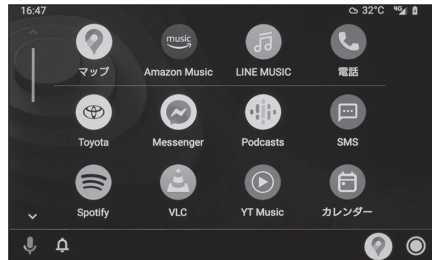 16:47 32°C 4G
music
マップ Amazon Music LINE MUSIC 電話
Toyota Messenger Podcasts SMS
Spotify VLC YT Music カレンダー